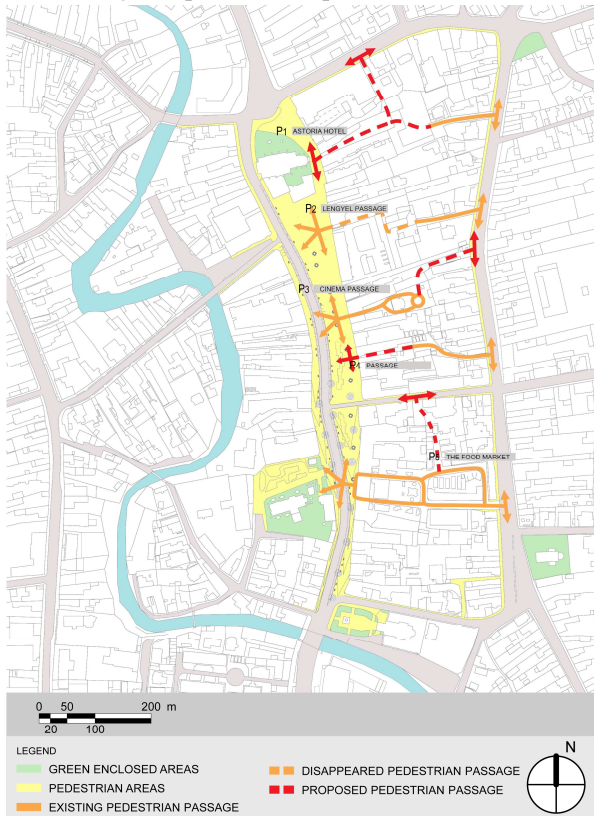 P1 ASTORIA HOTEL
P2 LENGYEL PASSAGE
P3 CINEMA PASSAGE
P4 PASSAGE
P5 THE FOOD MARKET
0 50 200 m
20 100
LEGEND
GREEN ENCLOSED AREAS
PEDESTRIAN AREAS
EXISTING PEDESTRIAN PASSAGE
DISAPPEARED PEDESTRIAN PASSAGE
PROPOSED PEDESTRIAN PASSAGE
N